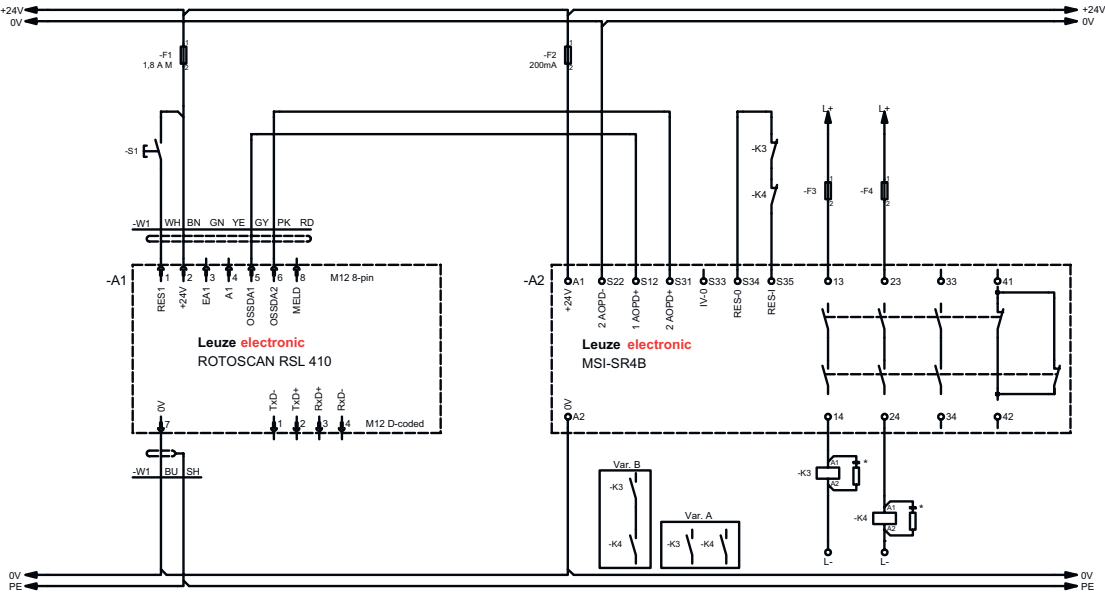 +24V +24V
0V 0V
-F1 1 2
1,8 A M
-F2 1 2
200mA
L+ L+
-S1
-K3
-K4
-F3 1 2
-F4 1 2
-W1 WH BN GN YE GY PK RD
-A1
1 2 3 4 5 6 8 M12 8-pin
RES1
+24V
EA1
A1
OSSDA1
OSSDA2
MELD
Leuze electronic
ROTOSCAN RSL 410
0V
TxD-
TxD+
RxD+
RxD-
7 1 2 3 4 M12 D-coded
-W1 BU SH
-A2
A1 S22 S12 S31 S33 S34 S35 13 23 33 41
+24V
2 AOPD-
1 AOPD+
2 AOPD+
IV-0
RES-0
RES-I
Leuze electronic
MSI-SR4B
0V
A2 14 24 34 42
Var. B
-K3
-K4
Var. A
-K3 -K4
-K3 A1 A2 *
-K4 A1 A2 *
L- L-
0V 0V
PE PE